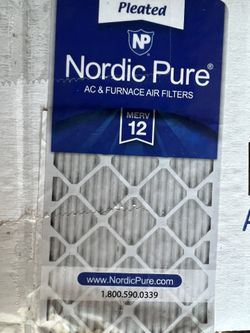 Pleated
NP
Nordic Pure®
AC & FURNACE AIR FILTERS
MERV
12
www.NordicPure.com
1.800.590.0339